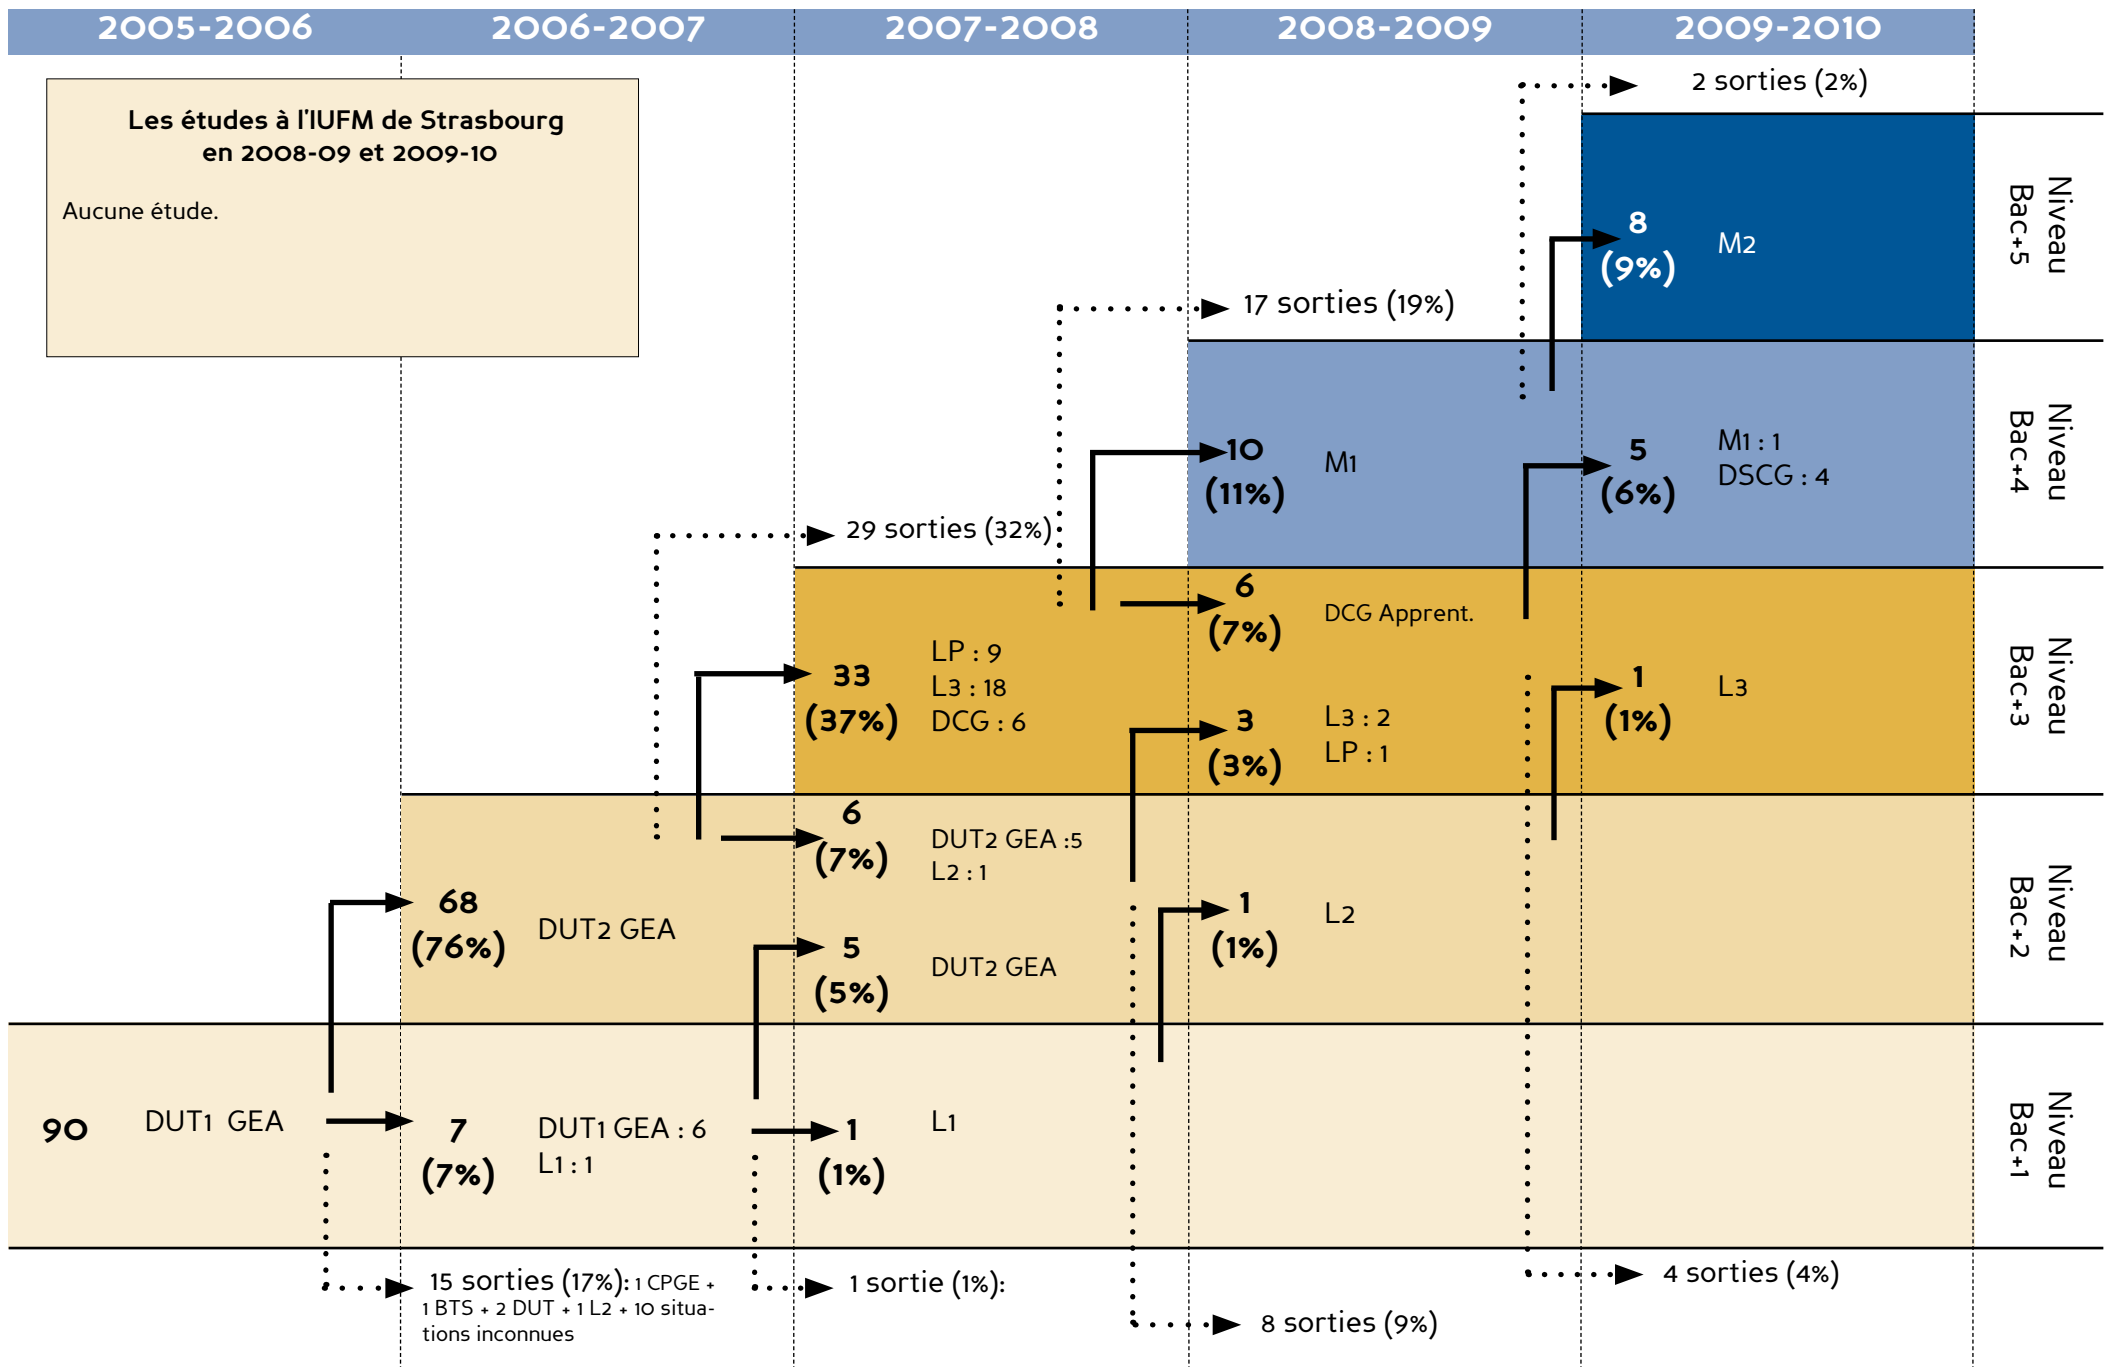 2005-2006
2006-2007
2007-2008
2008-2009
2009-2010
Les études à l'IUFM de Strasbourg
en 2008-09 et 2009-10
Aucune étude.
2 sorties (2%)
8
(9%)
M2
Niveau
Bac+5
17 sorties (19%)
10
(11%)
M1
5
(6%)
M1 : 1
DSCG : 4
Niveau
Bac+4
29 sorties (32%)
33
(37%)
LP : 9
L3 : 18
DCG : 6
6
(7%)
DCG Apprent.
3
(3%)
L3 : 2
LP : 1
1
(1%)
L3
Niveau
Bac+3
68
(76%)
DUT2 GEA
6
(7%)
DUT2 GEA :5
L2 : 1
5
(5%)
DUT2 GEA
1
(1%)
L2
Niveau
Bac+2
90
DUT1 GEA
7
(7%)
DUT1 GEA : 6
L1 : 1
1
(1%)
L1
Niveau
Bac+1
15 sorties (17%): 1 CPGE +
1 BTS + 2 DUT + 1 L2 + 10 situa-
tions inconnues
1 sortie (1%):
8 sorties (9%)
4 sorties (4%)